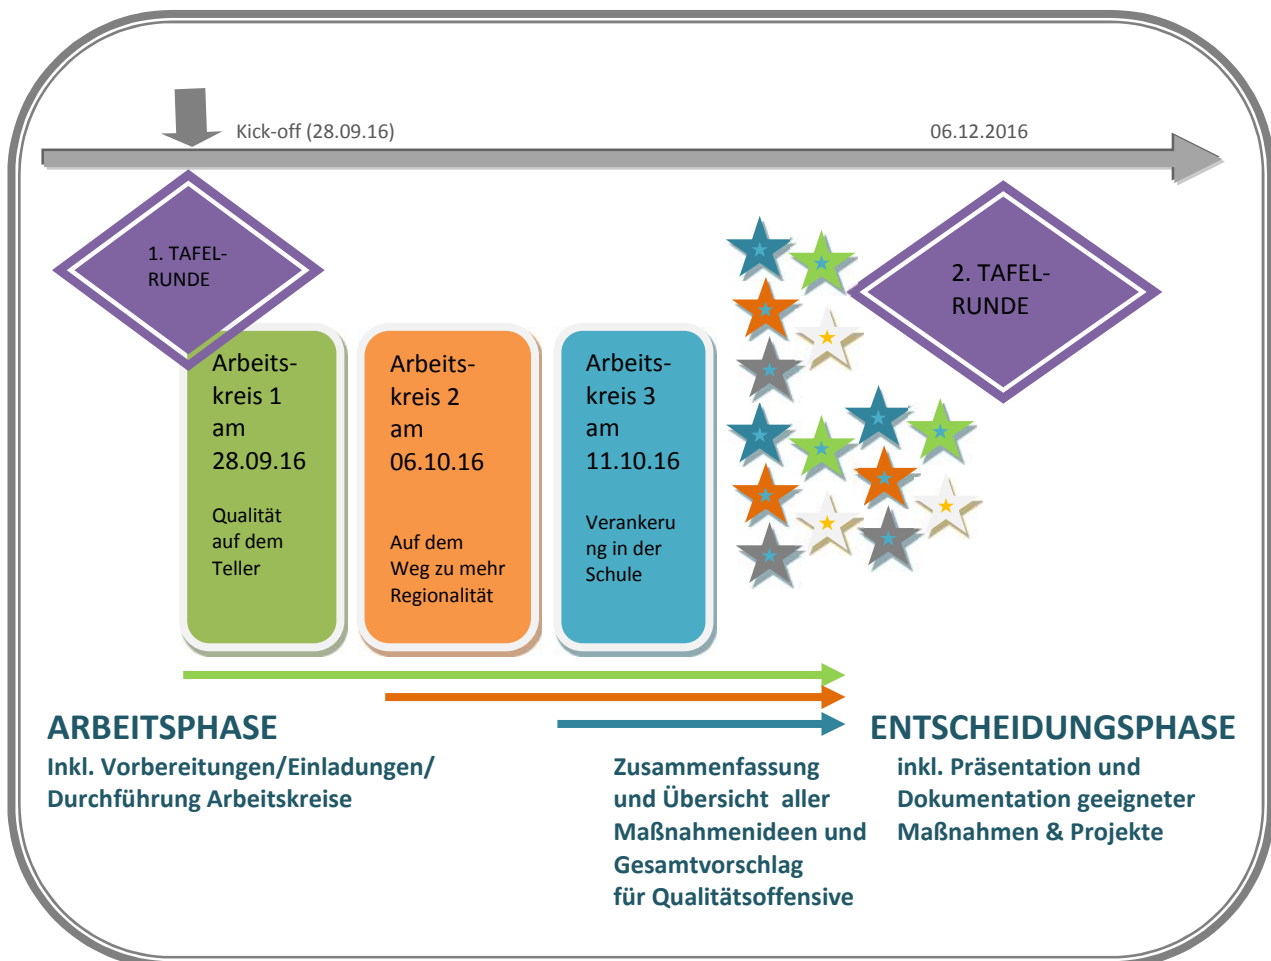 Kick-off (28.09.16)
06.12.2016
1. TAFEL-
RUNDE
2. TAFEL-
RUNDE
Arbeits-
kreis 1
am
28.09.16
Qualität
auf dem
Teller
Arbeits-
kreis 2
am
06.10.16
Auf dem
Weg zu mehr
Regionalität
Arbeits-
kreis 3
am
11.10.16
Verankeru
ng in der
Schule
ARBEITSPHASE
Inkl. Vorbereitungen/Einladungen/
Durchführung Arbeitskreise
Zusammenfassung
und Übersicht aller
Maßnahmenideen und
Gesamtvorschlag
für Qualitätsoffensive
ENTSCHEIDUNGSPHASE
inkl. Präsentation und
Dokumentation geeigneter
Maßnahmen & Projekte